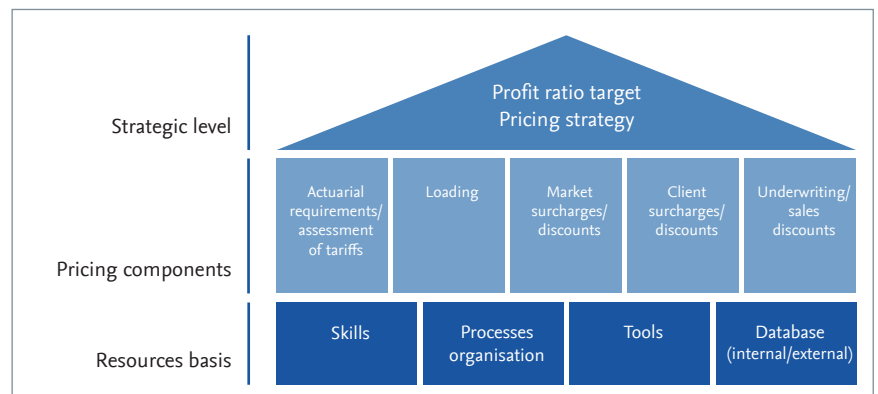 Profit ratio target
Pricing strategy
Strategic level
Actuarial
requirements/
assessment
of tariffs
Loading
Market
surcharges/
discounts
Client
surcharges/
discounts
Underwriting/
sales
discounts
Pricing components
Skills
Processes
organisation
Tools
Database
(internal/external)
Resources basis